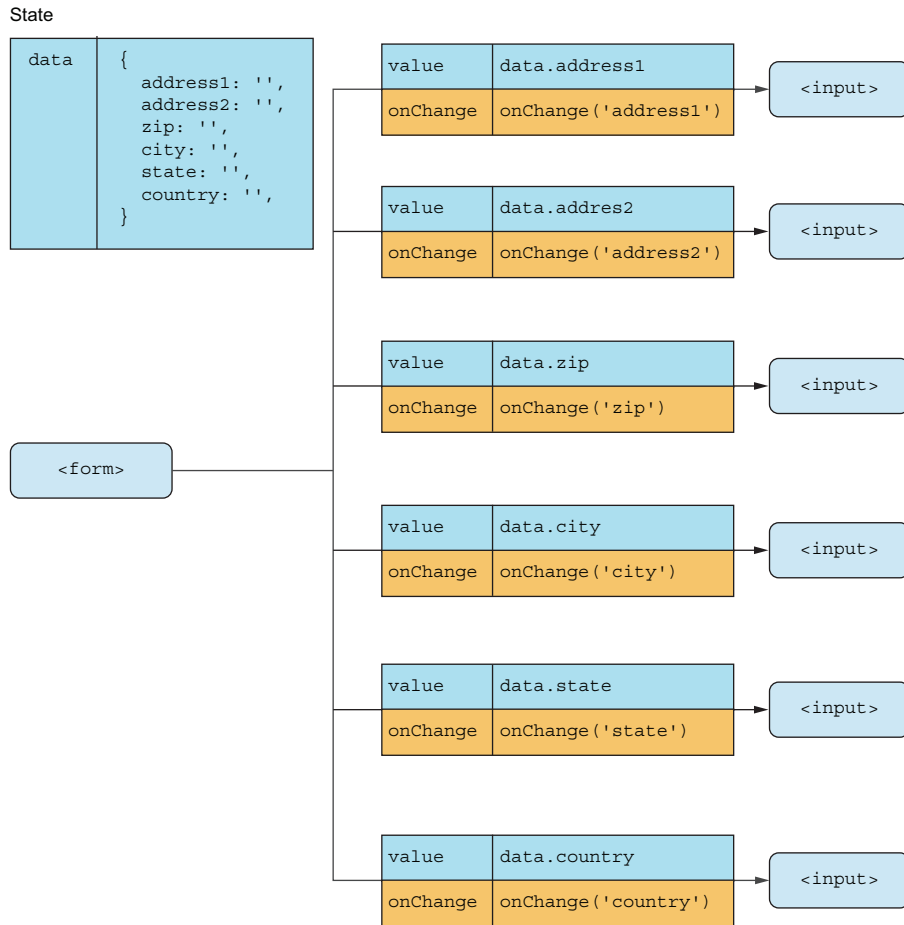 State
data
{
address1: '',
address2: '',
zip: '',
city: '',
state: '',
country: '',
}
value data.address1
onChange onChange('address1')
<input>
value data.addres2
onChange onChange('address2')
<input>
value data.zip
onChange onChange('zip')
<input>
<form>
value data.city
onChange onChange('city')
<input>
value data.state
onChange onChange('state')
<input>
value data.country
onChange onChange('country')
<input>